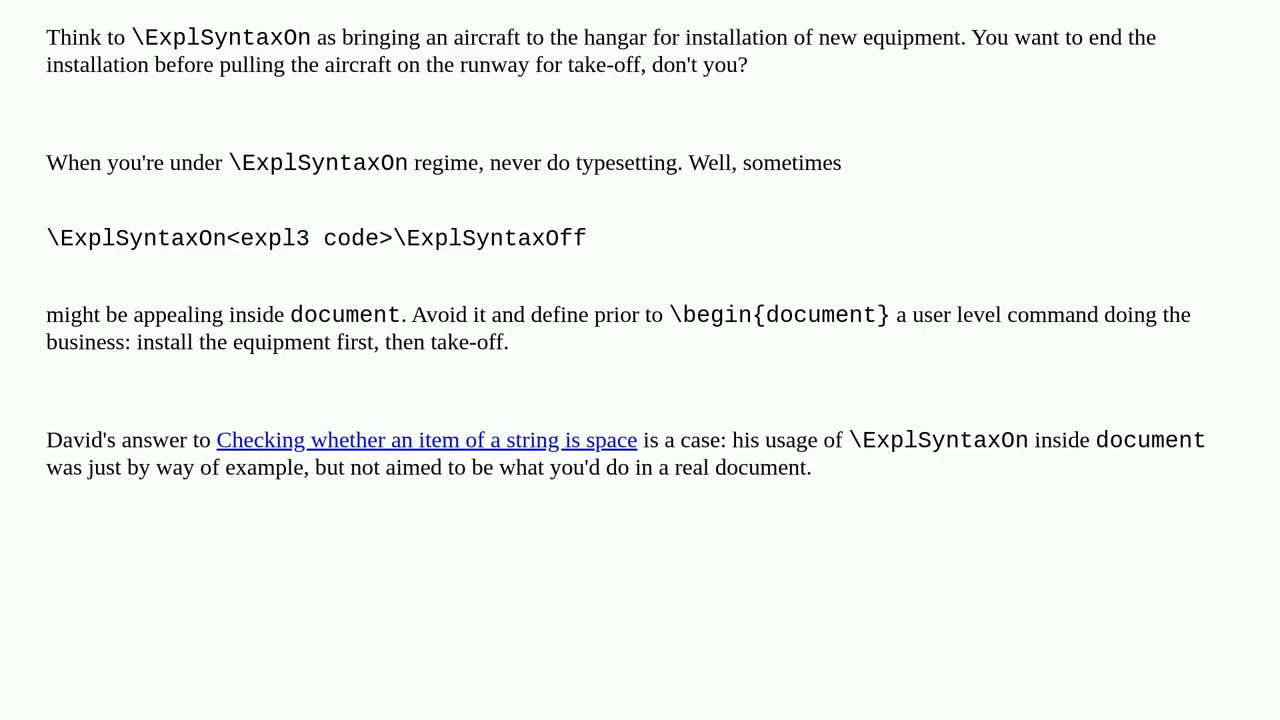 Think to \ExplSyntaxOn as bringing an aircraft to the hangar for installation of new equipment. You want to end the
installation before pulling the aircraft on the runway for take-off, don't you?
When you're under \ExplSyntaxOn regime, never do typesetting. Well, sometimes
\ExplSyntaxOn<expl3 code>\ExplSyntaxOff
might be appealing inside document. Avoid it and define prior to \begin{document} a user level command doing the
business: install the equipment first, then take-off.
David's answer to Checking whether an item of a string is space is a case: his usage of \ExplSyntaxOn inside document
was just by way of example, but not aimed to be what you'd do in a real document.